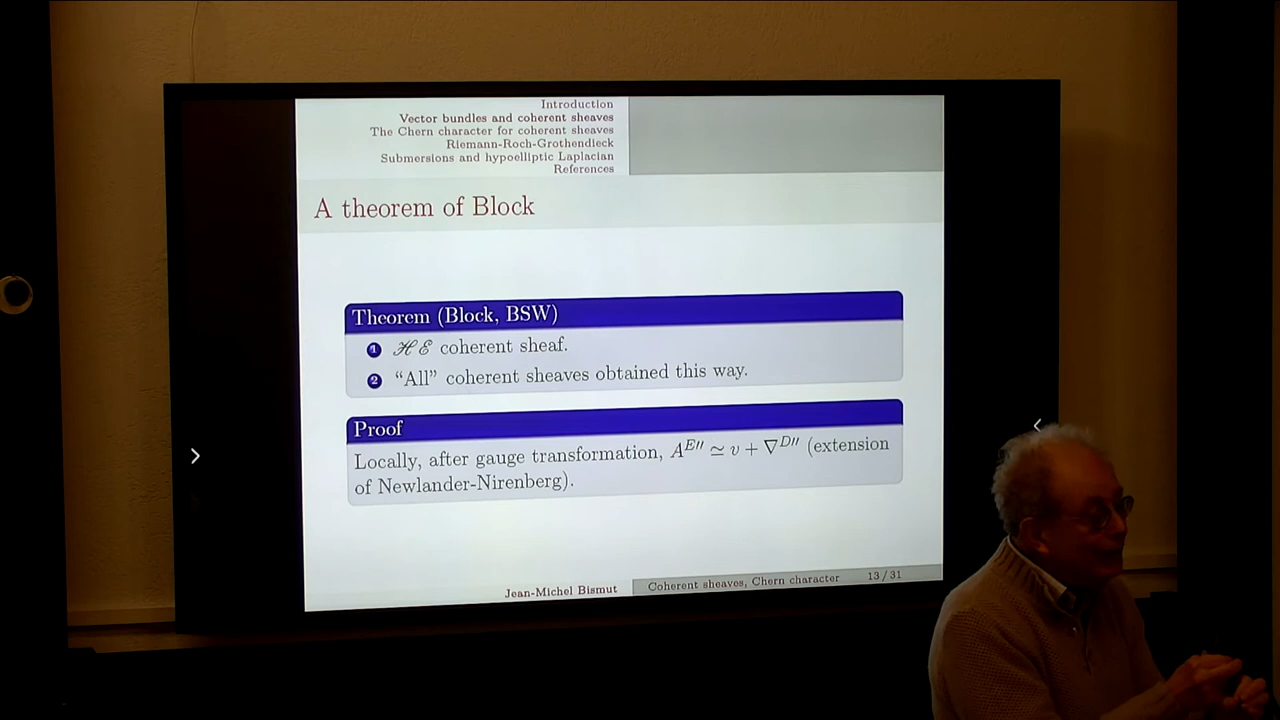 Introduction
Vector bundles and coherent sheaves
The Chern character for coherent sheaves
Riemann-Roch-Grothendieck
Submersions and hypoelliptic Laplacian
References
A theorem of Block
Theorem (Block, BSW)
1 ℋℰ coherent sheaf.
2 “All” coherent sheaves obtained this way.
Proof
Locally, after gauge transformation, A^{E″} ≃ v + ∇^{D″} (extension
of Newlander-Nirenberg).
Jean-Michel Bismut
Coherent sheaves, Chern character
13 / 31